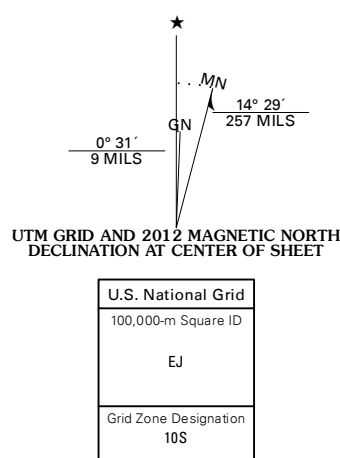 ★
MN
GN
14° 29´
257 MILS
0° 31´
9 MILS
UTM GRID AND 2012 MAGNETIC NORTH
DECLINATION AT CENTER OF SHEET
U.S. National Grid
100,000-m Square ID
EJ
Grid Zone Designation
10S